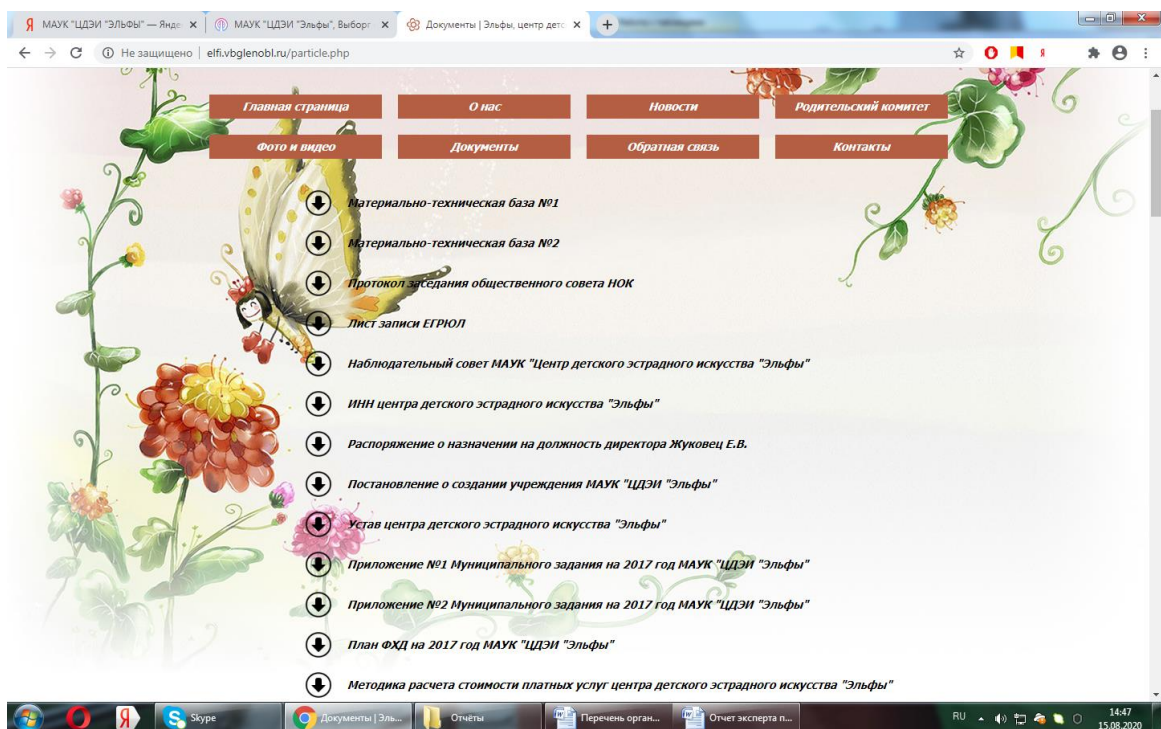 МАУК "ЦДЭИ "ЭЛЬФЫ" — Янде
МАУК "ЦДЭИ "Эльфы", Выборг
Документы | Эльфы, центр детс
Не защищено | elfi.vbglenobl.ru/particle.php
Главная страница
О нас
Новости
Родительский комитет
Фото и видео
Документы
Обратная связь
Контакты
Материально-техническая база №1
Материально-техническая база №2
Протокол заседания общественного совета НОК
Лист записи ЕГРЮЛ
Наблюдательный совет МАУК "Центр детского эстрадного искусства "Эльфы"
ИНН центра детского эстрадного искусства "Эльфы"
Распоряжение о назначении на должность директора Жуковец Е.В.
Постановление о создании учреждения МАУК "ЦДЭИ "Эльфы"
Устав центра детского эстрадного искусства "Эльфы"
Приложение №1 Муниципального задания на 2017 год МАУК "ЦДЭИ "Эльфы"
Приложение №2 Муниципального задания на 2017 год МАУК "ЦДЭИ "Эльфы"
План ФХД на 2017 год МАУК "ЦДЭИ "Эльфы"
Методика расчета стоимости платных услуг центра детского эстрадного искусства "Эльфы"
Skype
Документы | Эль...
Отчёты
Перечень орган...
Отчет эксперта п...
RU
14:47
15.08.2020